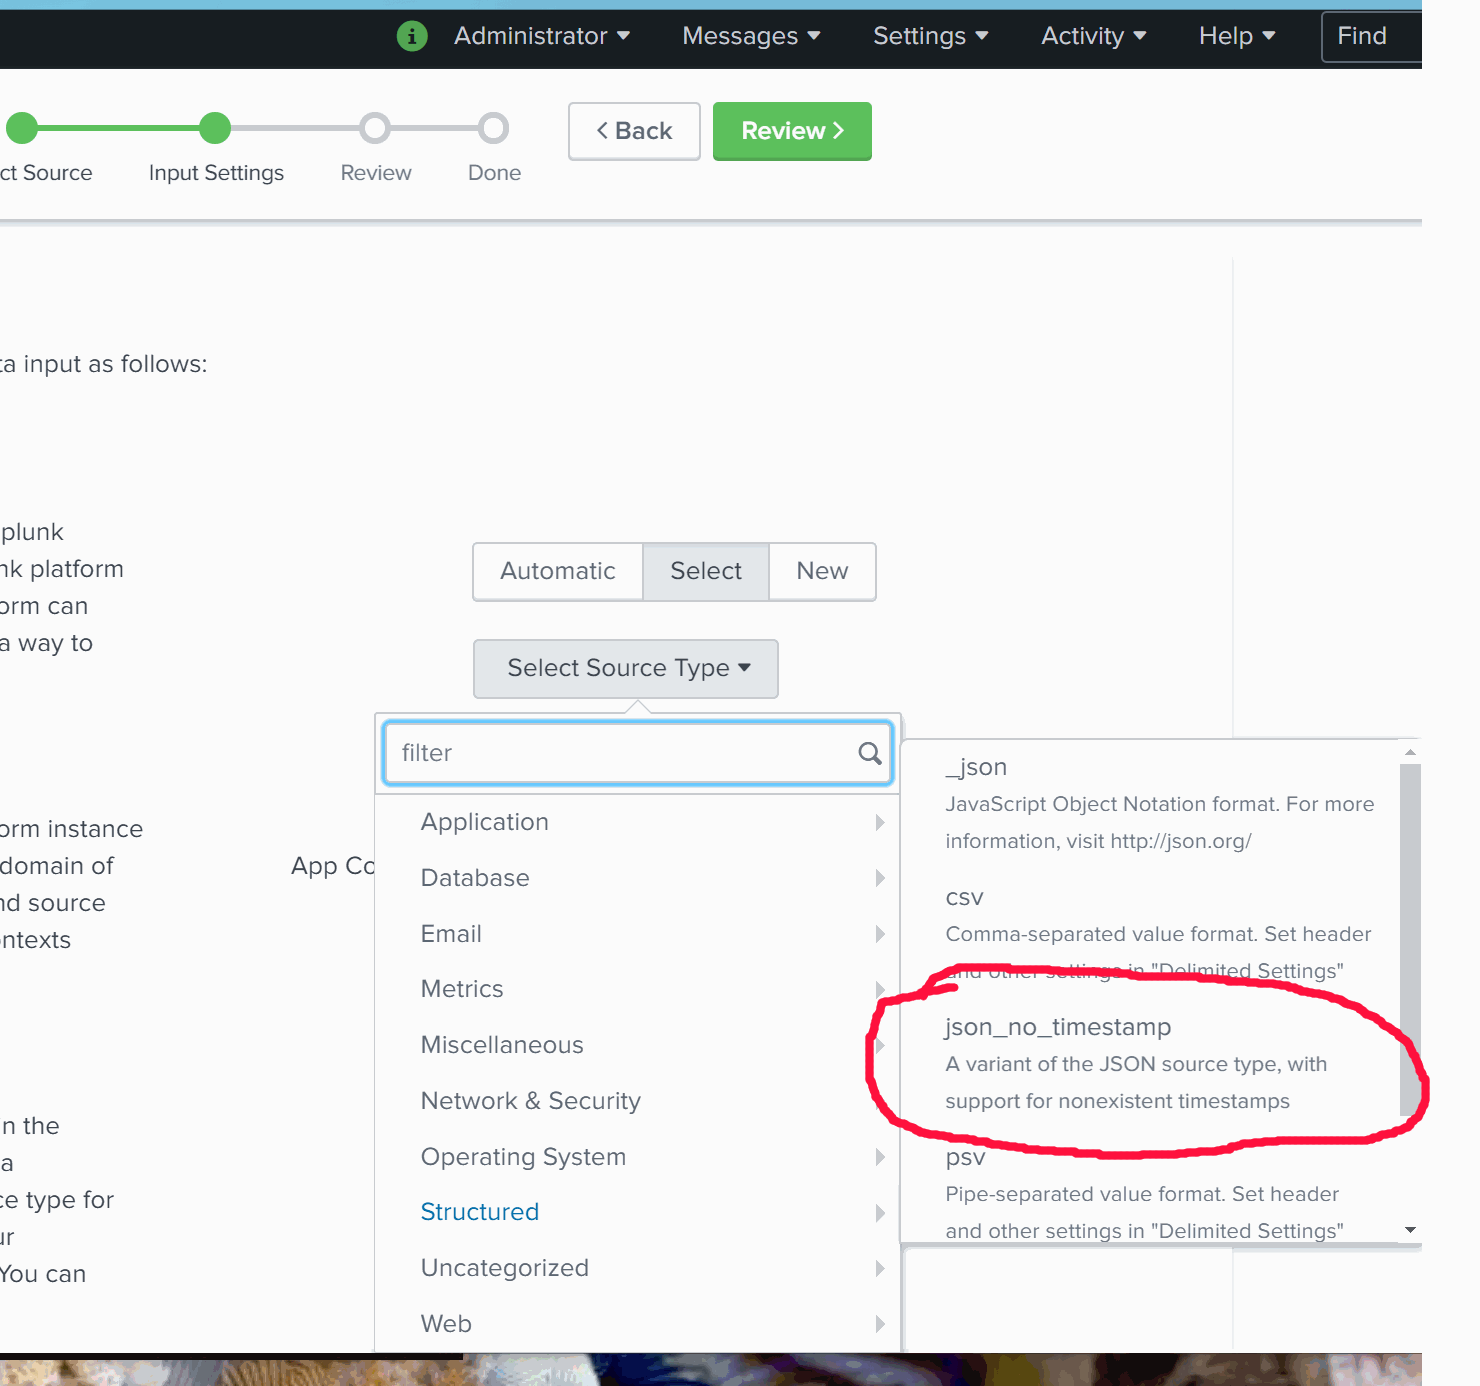 Administrator Messages Settings Activity Help Find
ct Source Input Settings Review Done
Back Review
ta input as follows:
plunk
nk platform
orm can
a way to
Automatic Select New
Select Source Type
filter
orm instance
domain of
nd source
ontexts
App Co
Application
Database
Email
Metrics
Miscellaneous
Network & Security
Operating System
Structured
Uncategorized
Web
_json
JavaScript Object Notation format. For more
information, visit http://json.org/
csv
Comma-separated value format. Set header
and other settings in "Delimited Settings"
json_no_timestamp
A variant of the JSON source type, with
support for nonexistent timestamps
psv
Pipe-separated value format. Set header
and other settings in "Delimited Settings"
n the
a
ce type for
ur
You can